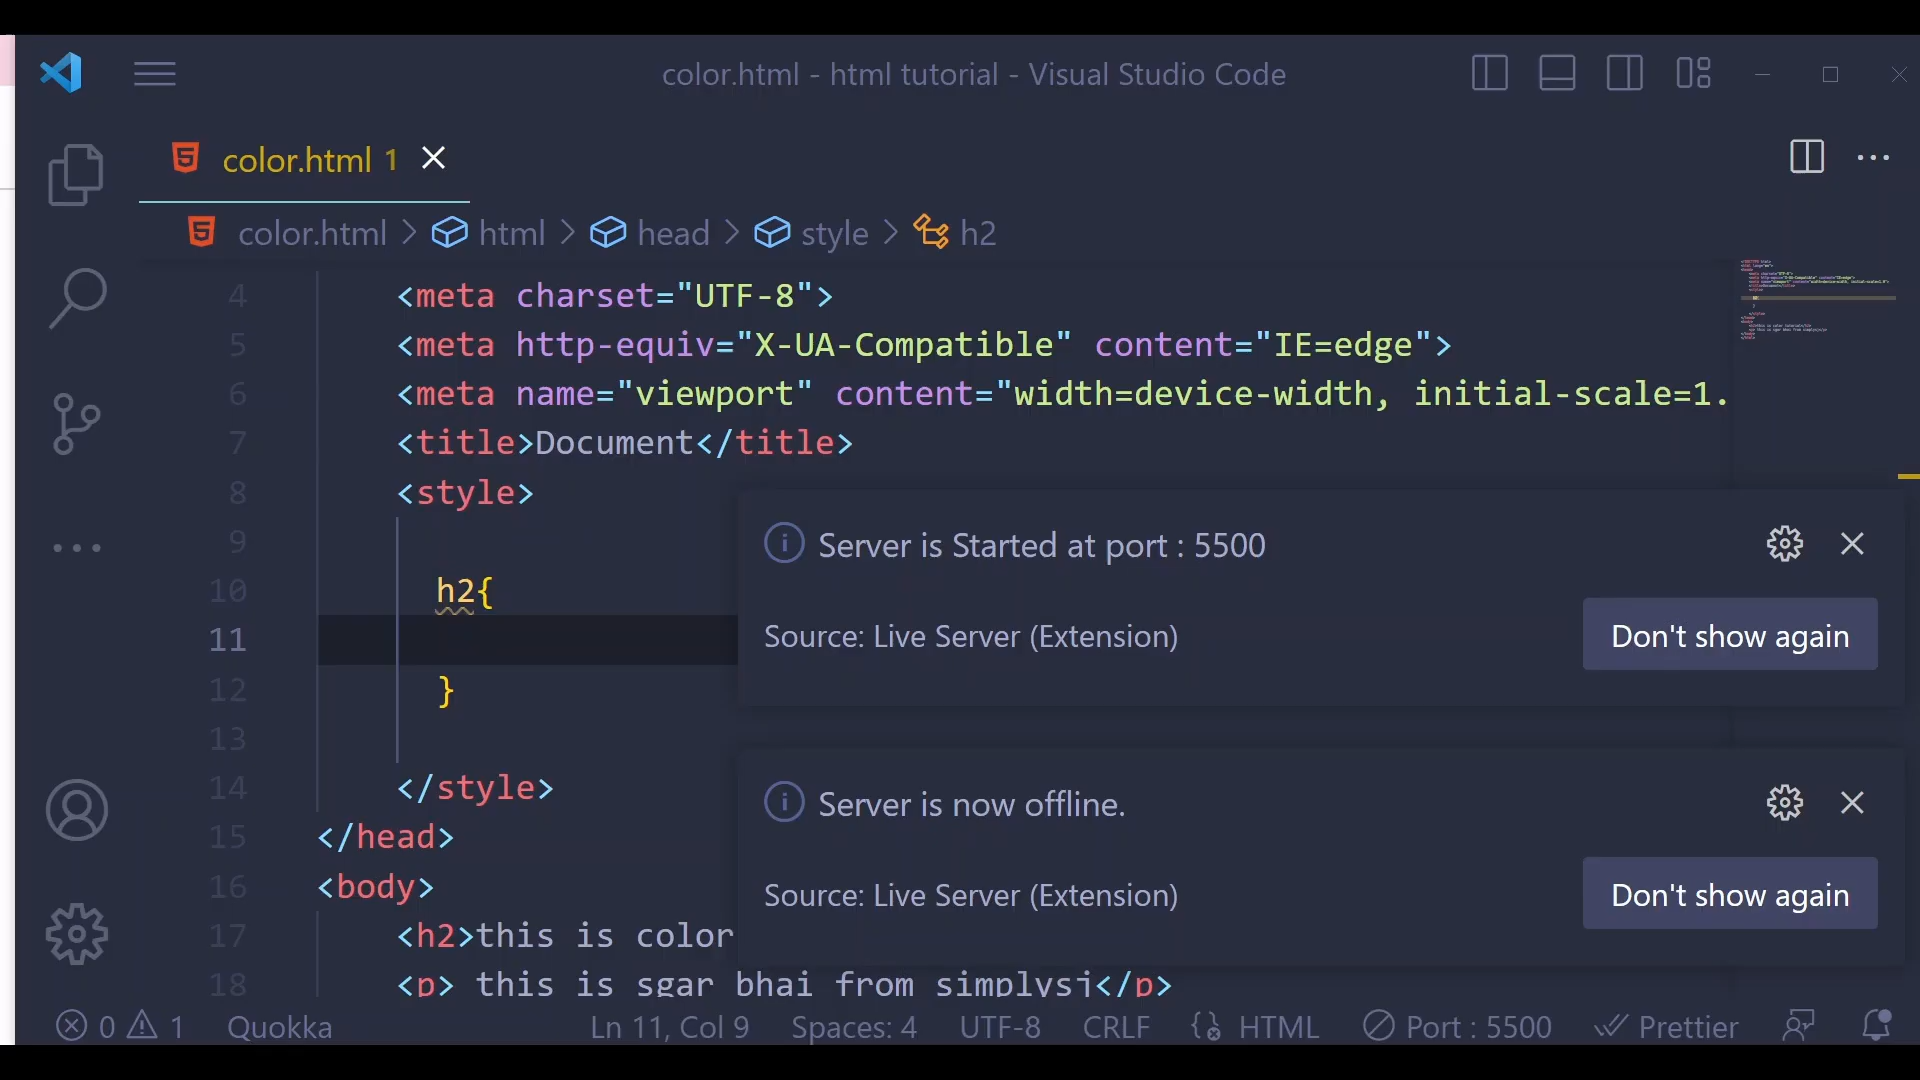 color.html - html tutorial - Visual Studio Code
color.html 1
color.html > html > head > style > h2
4 <meta charset="UTF-8">
5 <meta http-equiv="X-UA-Compatible" content="IE=edge">
6 <meta name="viewport" content="width=device-width, initial-scale=1.
7 <title>Document</title>
8 <style>
9
10 h2{
11
12 }
13
14 </style>
15 </head>
16 <body>
17 <h2>this is color
18 <p> this is sgar bhai from simplysj</p>
Server is Started at port : 5500
Source: Live Server (Extension)
Don't show again
Server is now offline.
Source: Live Server (Extension)
Don't show again
0 1 Quokka Ln 11, Col 9 Spaces: 4 UTF-8 CRLF HTML Port : 5500 Prettier